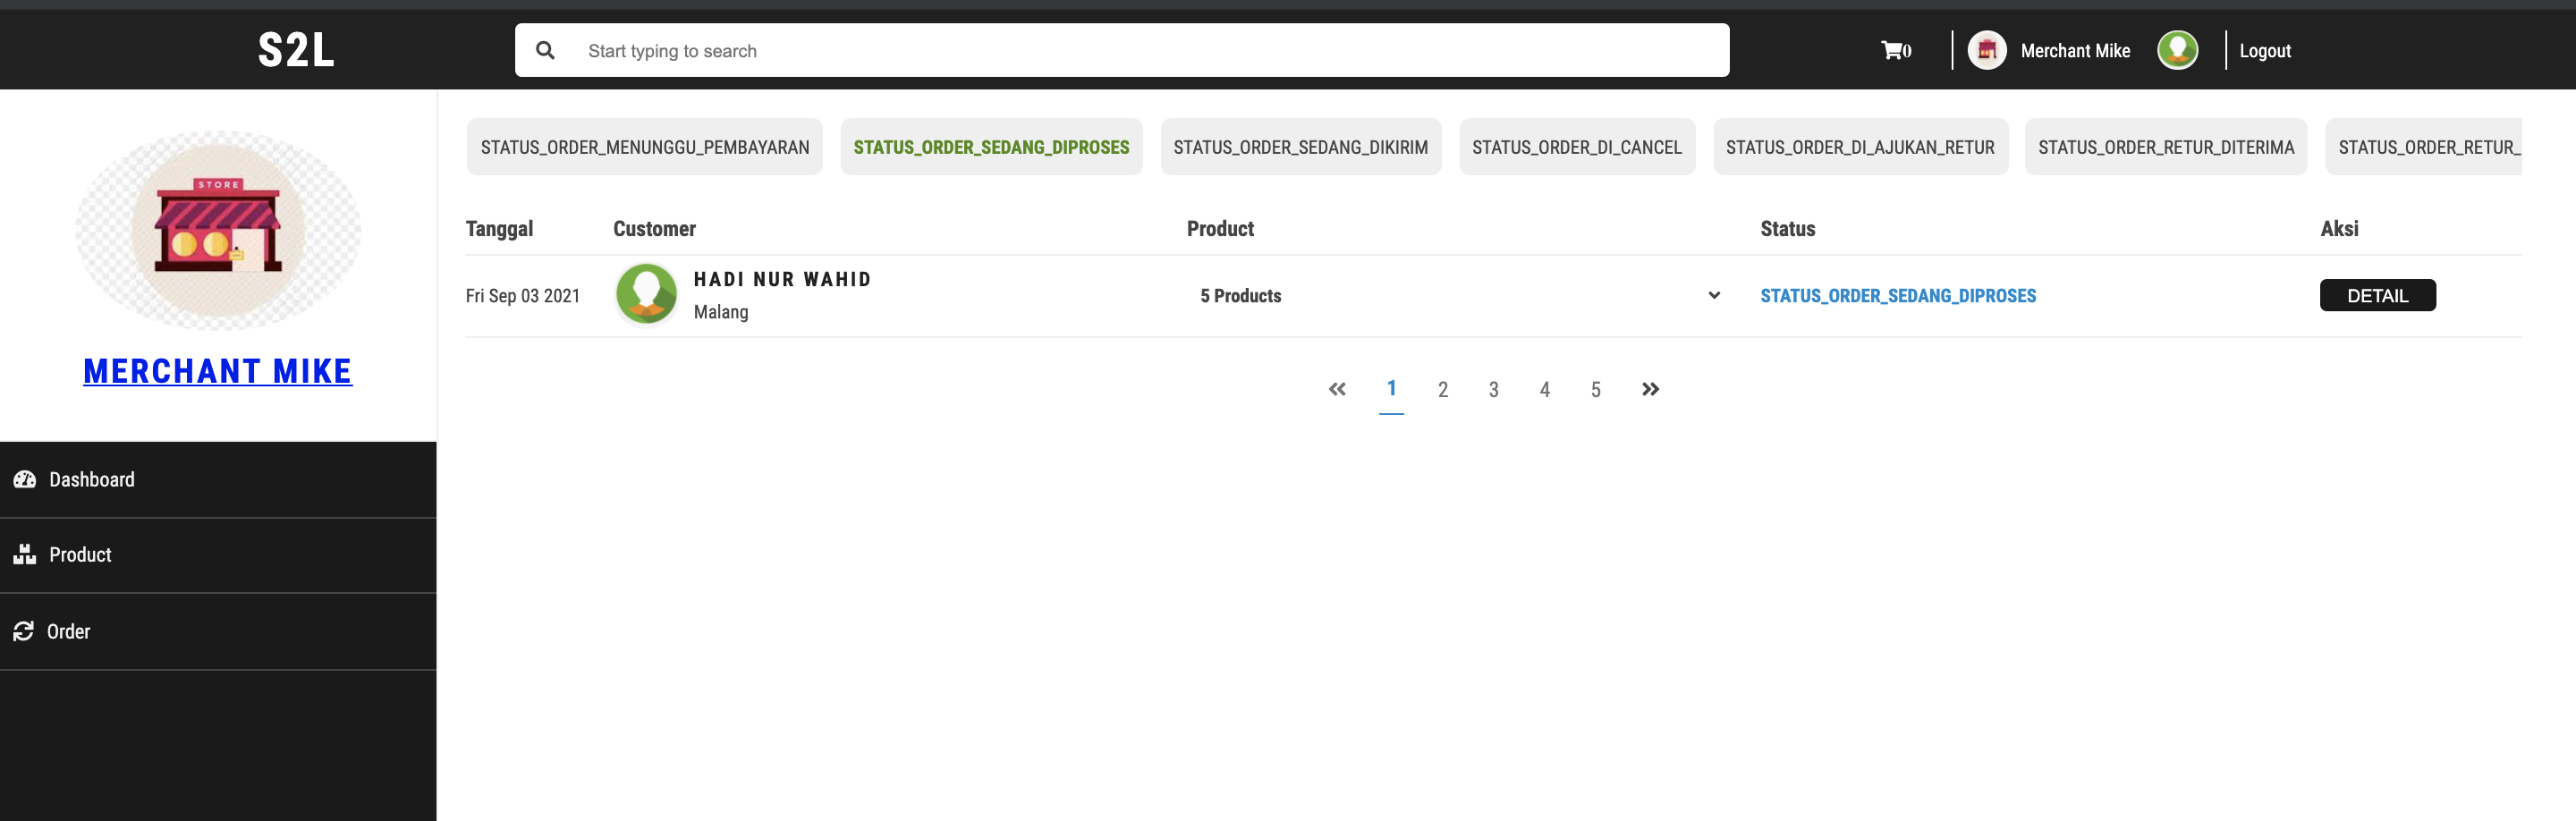 S2L
Start typing to search
0
Merchant Mike
Logout
STORE
MERCHANT MIKE
Dashboard
Product
Order
STATUS_ORDER_MENUNGGU_PEMBAYARAN
STATUS_ORDER_SEDANG_DIPROSES
STATUS_ORDER_SEDANG_DIKIRIM
STATUS_ORDER_DI_CANCEL
STATUS_ORDER_DI_AJUKAN_RETUR
STATUS_ORDER_RETUR_DITERIMA
STATUS_ORDER_RETUR_
Tanggal Customer Product Status Aksi
Fri Sep 03 2021
HADI NUR WAHID
Malang
5 Products
STATUS_ORDER_SEDANG_DIPROSES
DETAIL
« 1 2 3 4 5 »